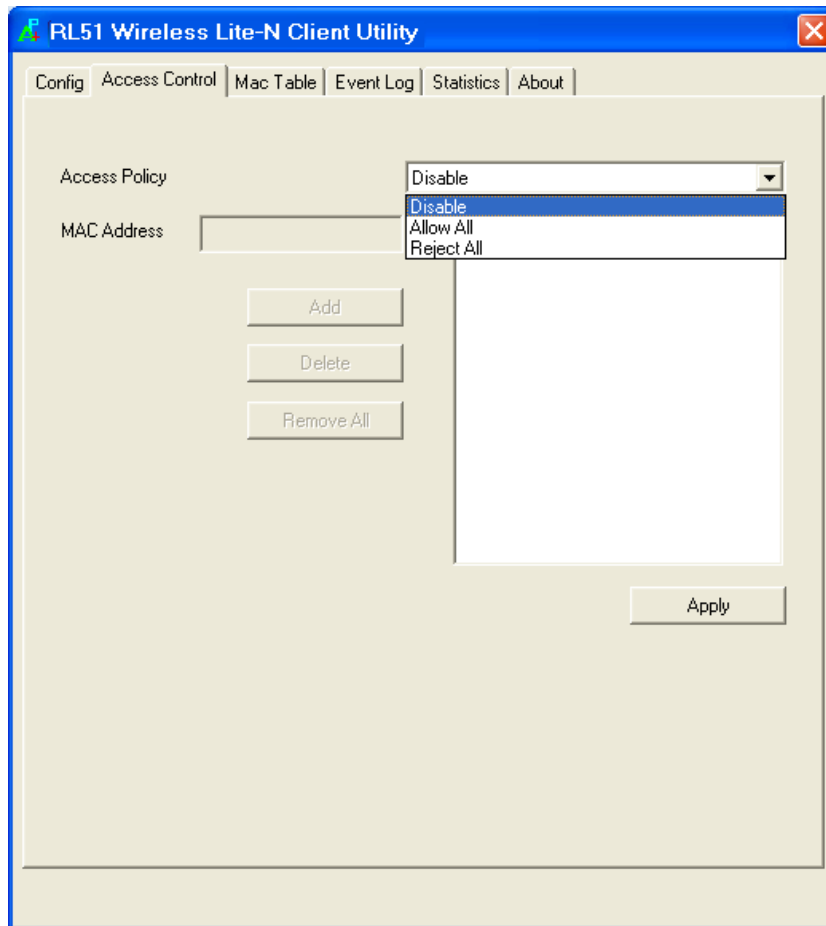 RL51 Wireless Lite-N Client Utility
Config Access Control Mac Table Event Log Statistics About
Access Policy Disable
Disable
Allow All
Reject All
MAC Address
Add
Delete
Remove All
Apply